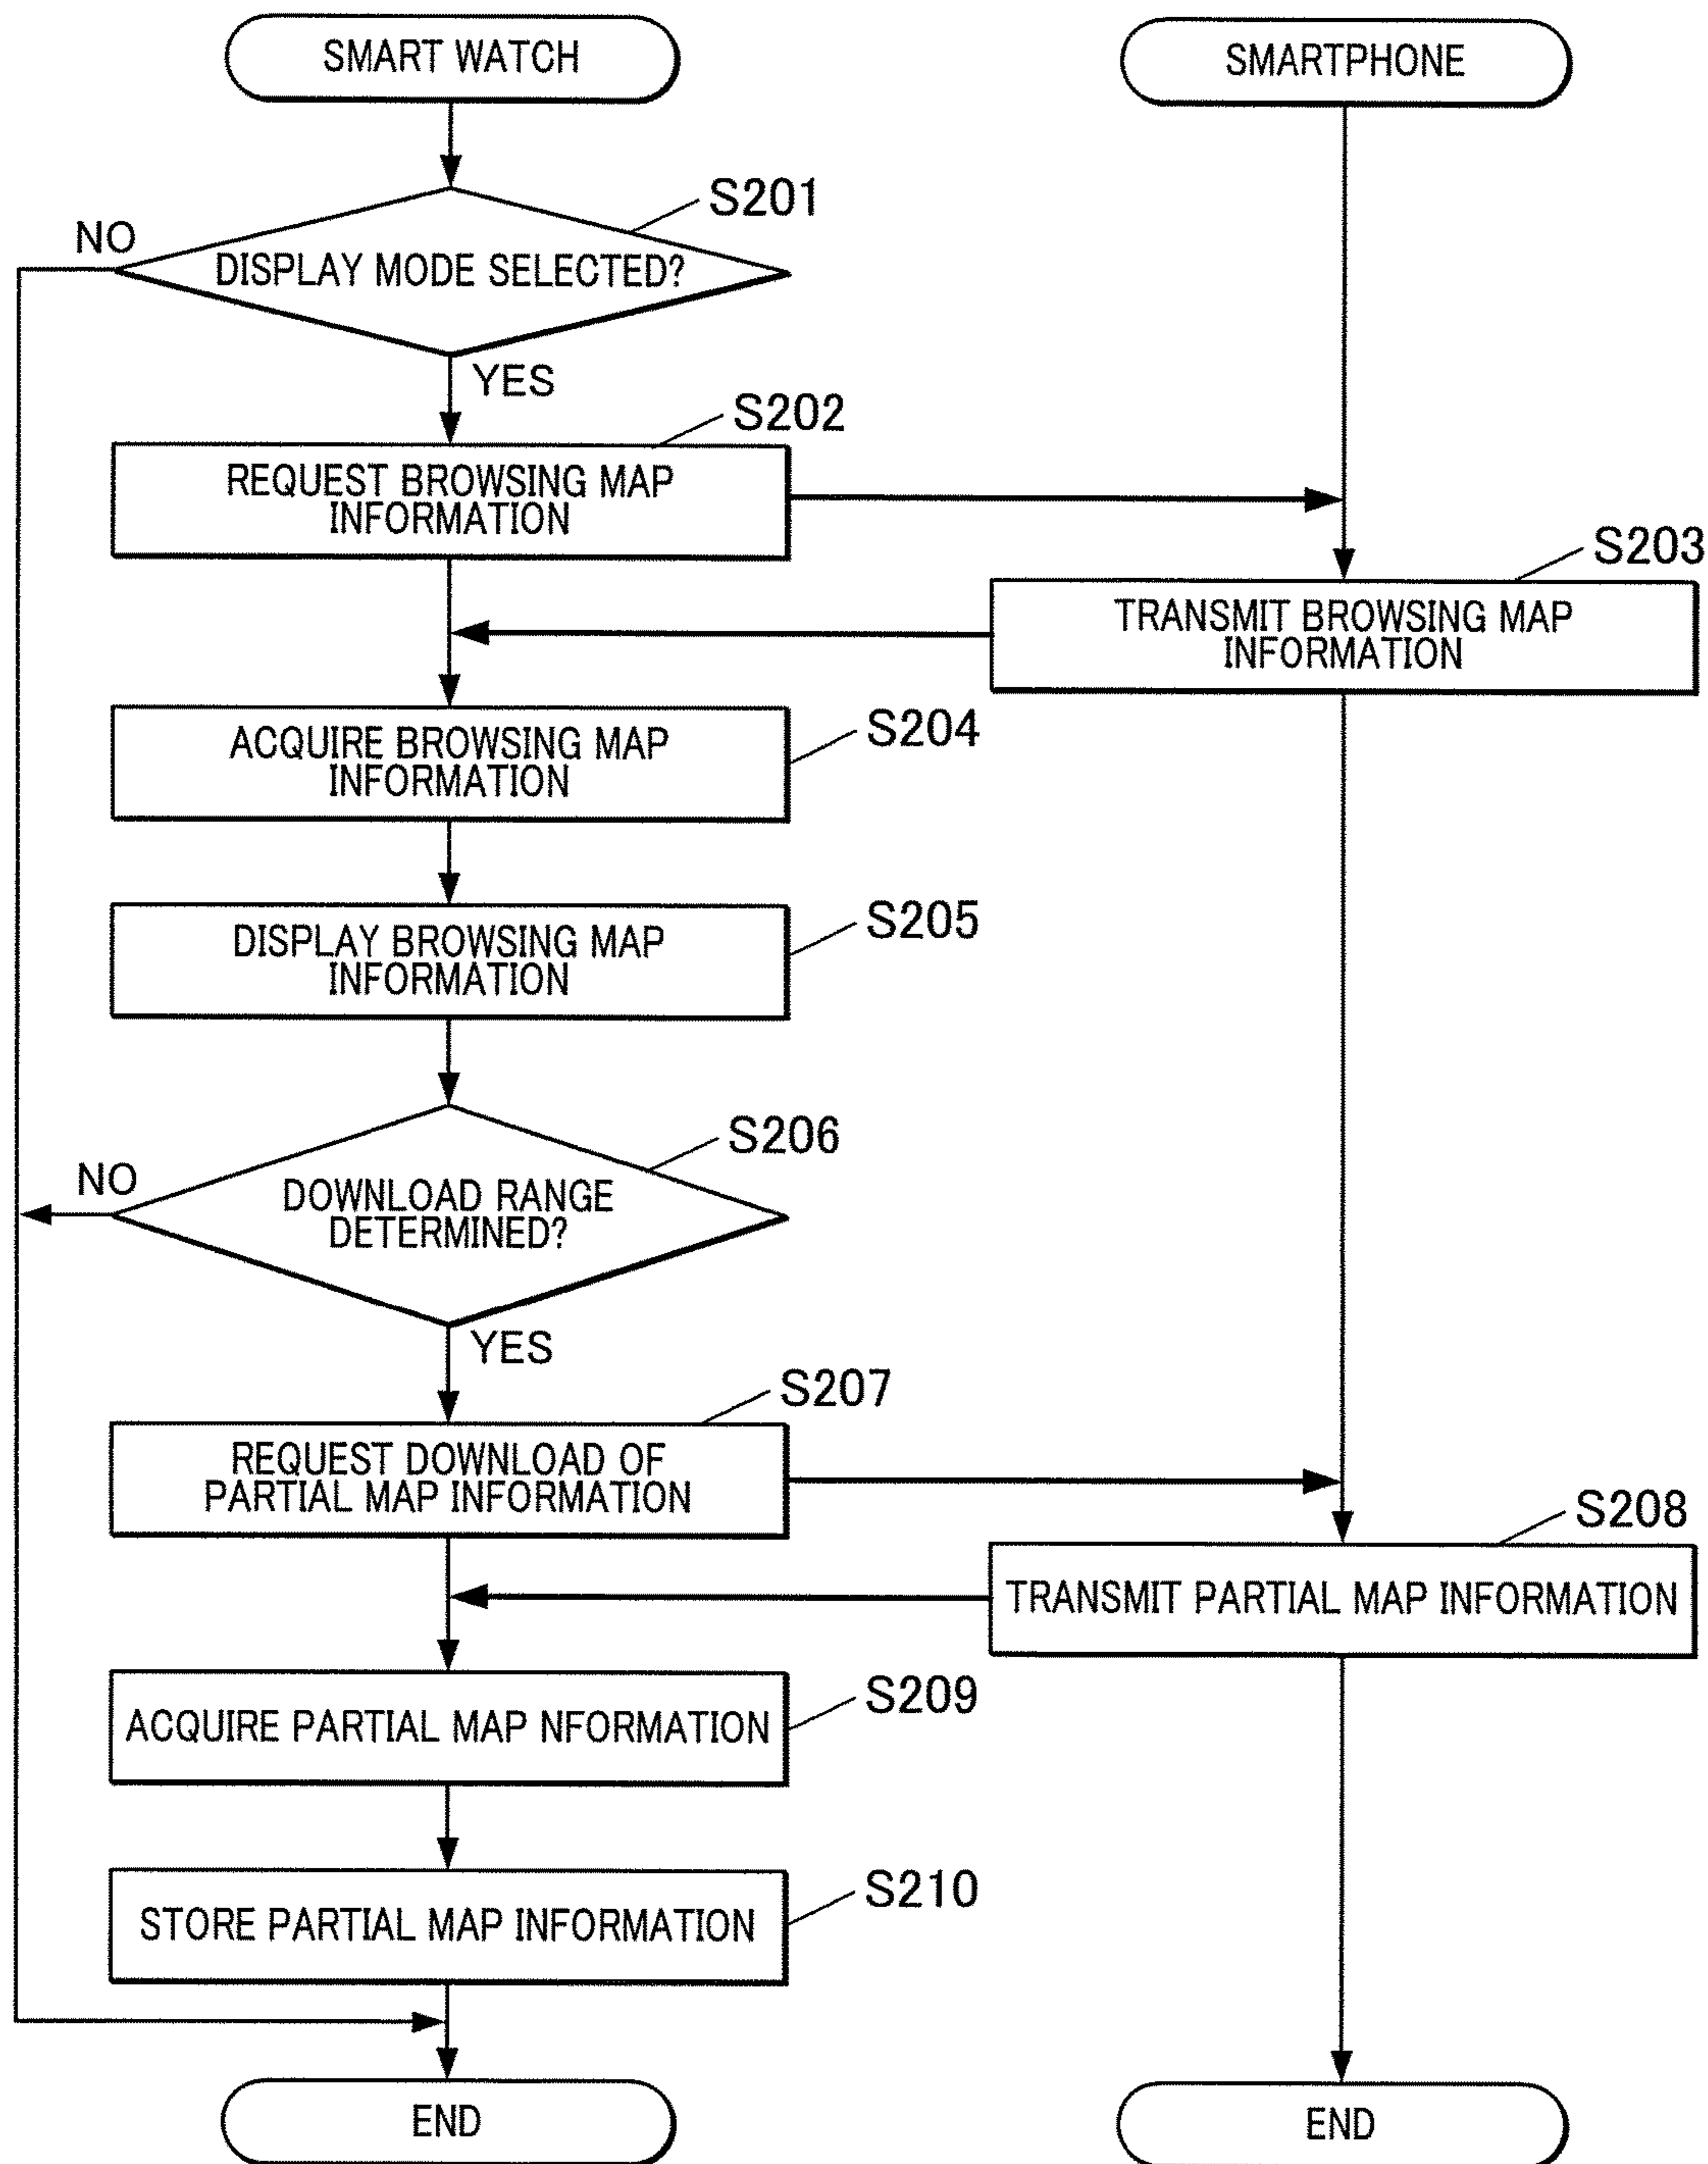 SMART WATCH
SMARTPHONE
S201
NO
DISPLAY MODE SELECTED?
YES
S202
REQUEST BROWSING MAP
INFORMATION
S203
TRANSMIT BROWSING MAP
INFORMATION
S204
ACQUIRE BROWSING MAP
INFORMATION
S205
DISPLAY BROWSING MAP
INFORMATION
S206
NO
DOWNLOAD RANGE
DETERMINED?
YES
S207
REQUEST DOWNLOAD OF
PARTIAL MAP INFORMATION
S208
TRANSMIT PARTIAL MAP INFORMATION
S209
ACQUIRE PARTIAL MAP NFORMATION
S210
STORE PARTIAL MAP INFORMATION
END
END